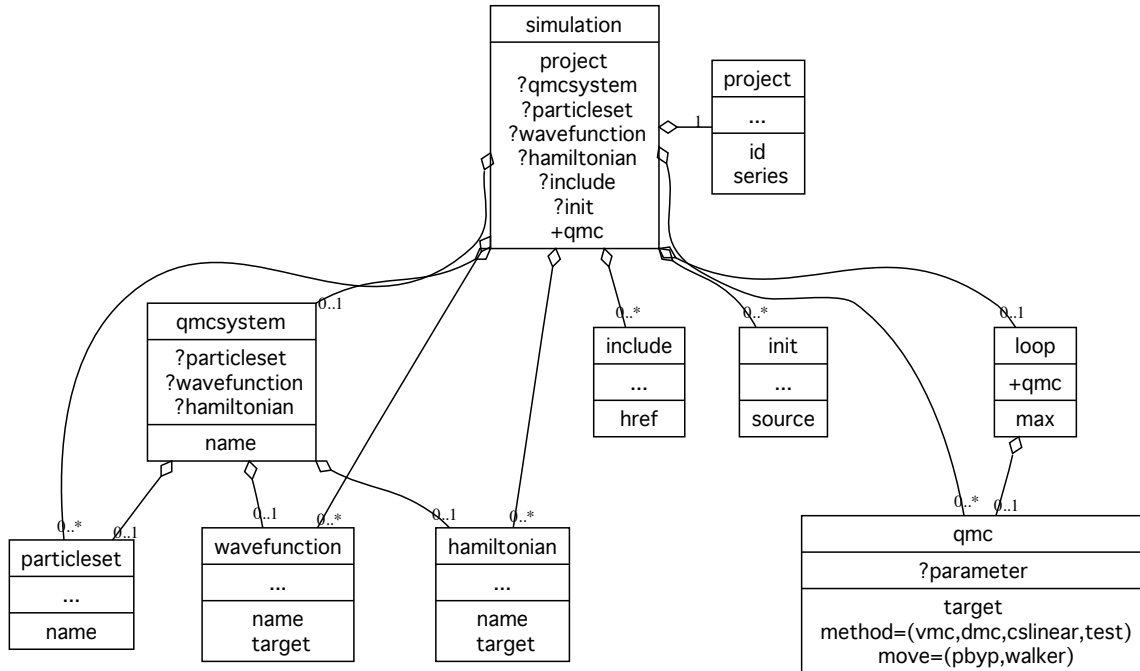 simulation
project
?qmcsystem
?particleset
?wavefunction
?hamiltonian
?include
?init
+qmc
project
...
id
series
1
0..1
0..*
0..*
0..1
qmcsystem
?particleset
?wavefunction
?hamiltonian
name
include
...
href
init
...
source
loop
+qmc
max
0..*
0..1
0..1
0..*
0..1
0..*
0..*
0..1
particleset
...
name
wavefunction
...
name
target
hamiltonian
...
name
target
qmc
?parameter
target
method=(vmc,dmc,cslinear,test)
move=(pbyp,walker)